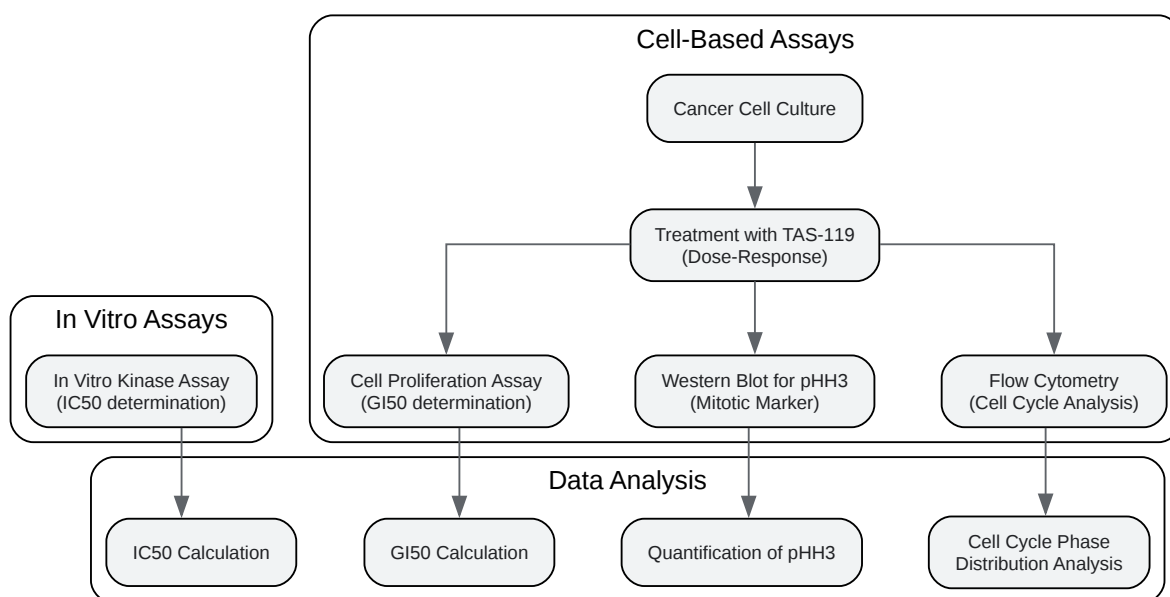 Cell-Based Assays
Cancer Cell Culture
Treatment with TAS-119
(Dose-Response)
In Vitro Assays
In Vitro Kinase Assay
(IC50 determination)
Cell Proliferation Assay
(GI50 determination)
Western Blot for pHH3
(Mitotic Marker)
Flow Cytometry
(Cell Cycle Analysis)
Data Analysis
IC50 Calculation
GI50 Calculation
Quantification of pHH3
Cell Cycle Phase
Distribution Analysis